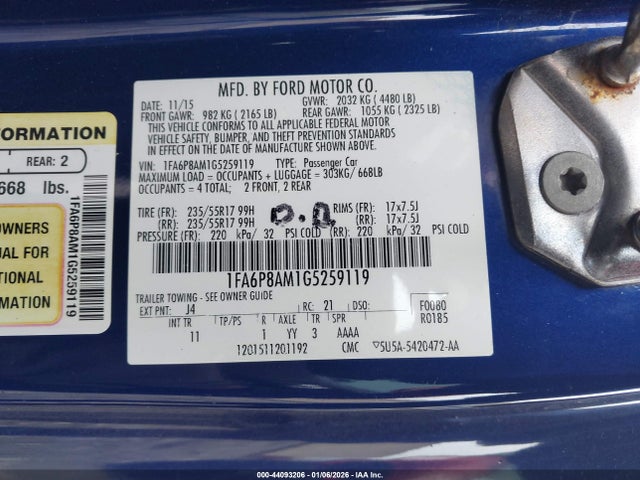 MFD. BY FORD MOTOR CO.
DATE: 11/15 GVWR: 2032 KG ( 4480 LB)
FRONT GAWR: 982 KG ( 2165 LB) REAR GAWR: 1055 KG ( 2325 LB)
THIS VEHICLE CONFORMS TO ALL APPLICABLE FEDERAL MOTOR
VEHICLE SAFETY, BUMPER, AND THEFT PREVENTION STANDARDS
IN EFFECT ON THE DATE OF MANUFACTURE SHOWN ABOVE.
VIN: 1FA6P8AM1G5259119 TYPE: Passenger Car
MAXIMUM LOAD = OCCUPANTS + LUGGAGE = 303KG/ 668LB
OCCUPANTS = 4 TOTAL; 2 FRONT, 2 REAR
TIRE (FR): 235/55R17 99H RIMS (FR): 17x7.5J
(RR): 235/55R17 99H (RR): 17x7.5J
PRESSURE (FR): 220 kPa/ 32 PSI COLD (RR): 220 kPa/ 32 PSI COLD
1FA6P8AM1G5259119
TRAILER TOWING - SEE OWNER GUIDE
EXT PNT: J4 RC: 21 DSO: F0080
R0185
INT TR TP/PS R AXLE TR SPR
11 1 YY 3 AAAA
1201511201192 CMC ▽5U5A-5420472-AA
FORMATION
REAR: 2
668 lbs.
OWNERS
UAL FOR
TIONAL
MATION
1FA6P8AM1G5259119
000-44093206 - 01/06/2026 - IAA Inc.